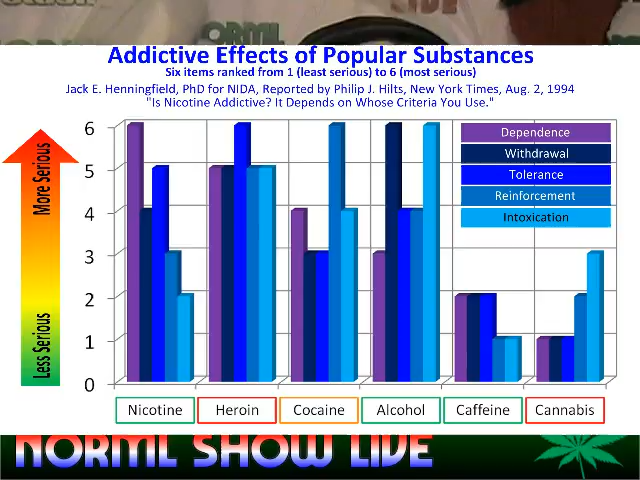 NORML
Addictive Effects of Popular Substances
Six items ranked from 1 (least serious) to 6 (most serious)
Jack E. Henningfield, PhD for NIDA, Reported by Philip J. Hilts, New York Times, Aug. 2, 1994
"Is Nicotine Addictive? It Depends on Whose Criteria You Use."
More Serious
Less Serious
6
5
4
3
2
1
0
Dependence
Withdrawal
Tolerance
Reinforcement
Intoxication
Nicotine
Heroin
Cocaine
Alcohol
Caffeine
Cannabis
NORML SHOW LIVE